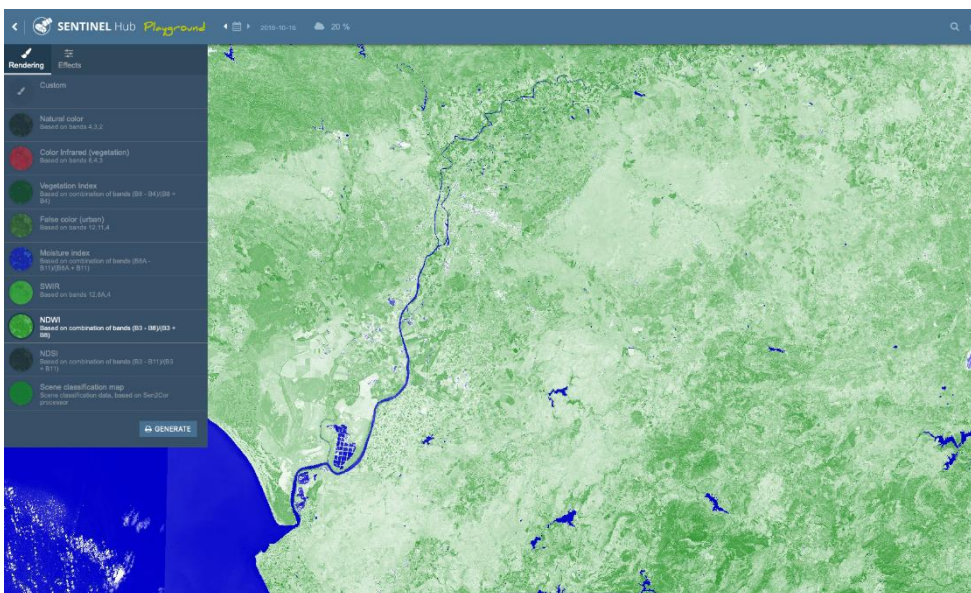 SENTINEL Hub Playground 2015-10-16 20 %
Rendering Effects
Custom
Natural color
Based on bands 4,3,2
Color Infrared (vegetation)
Based on bands 8,4,3
Vegetation Index
Based on combination of bands (B8 - B4)/(B8 +
B4)
False color (urban)
Based on bands 12,11,4
Moisture index
Based on combination of bands (B8A -
B11)/(B8A + B11)
SWIR
Based on bands 12,8A,4
NDWI
Based on combination of bands (B3 - B8)/(B3 +
B8)
NDSI
Based on combination of bands (B3 - B11)/(B3
+ B11)
Scene classification map
Scene classification data, based on Sen2Cor
processor
GENERATE